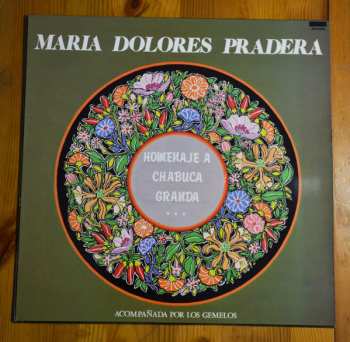 MARIA DOLORES PRADERA
HOMENAJE A
CHABUCA
GRANDA
...
ACOMPAÑADA POR LOS GEMELOS